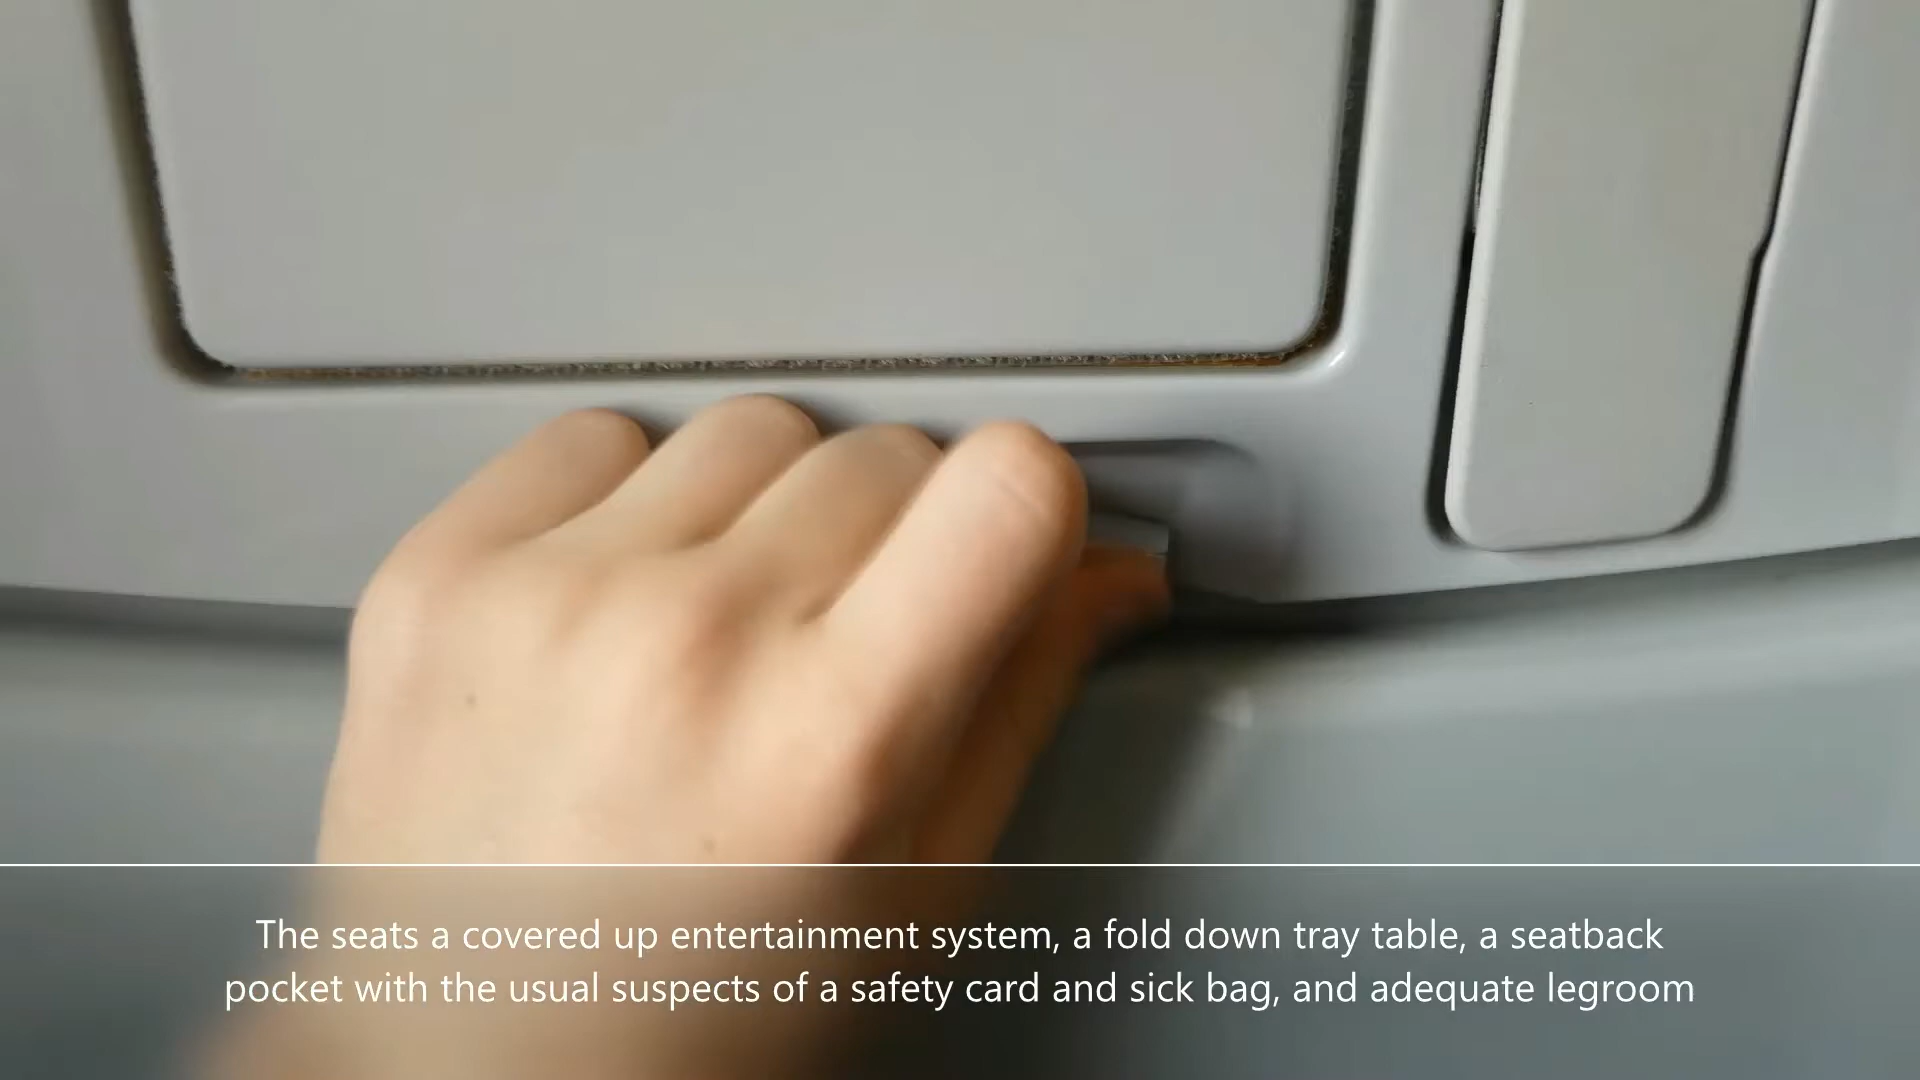 The seats a covered up entertainment system, a fold down tray table, a seatback
pocket with the usual suspects of a safety card and sick bag, and adequate legroom